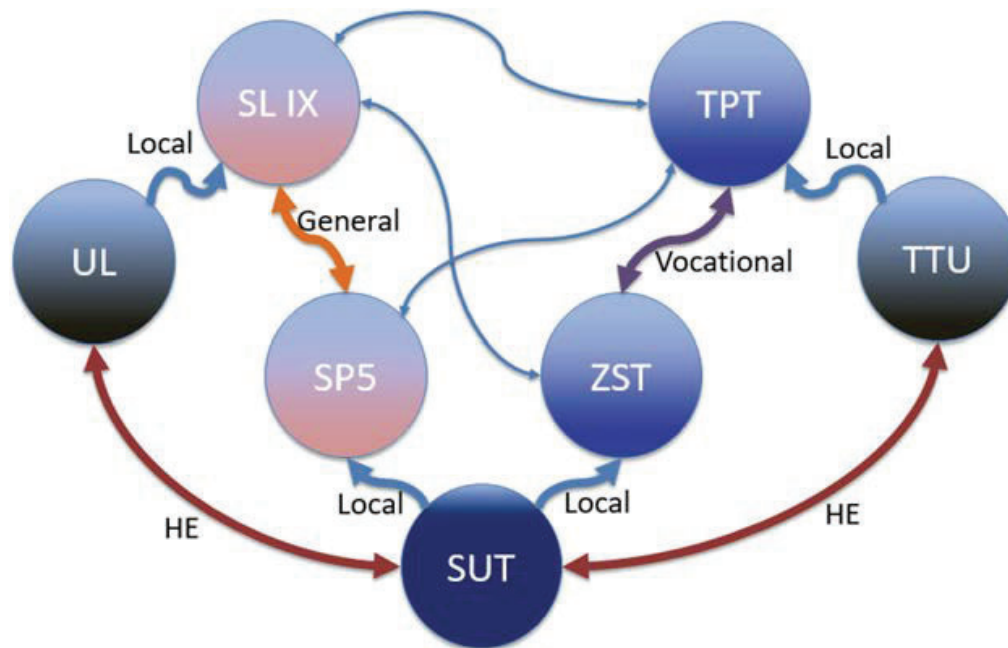 SL IX
TPT
Local
Local
General
UL
Vocational
TTU
SP5
ZST
Local
Local
HE
HE
SUT